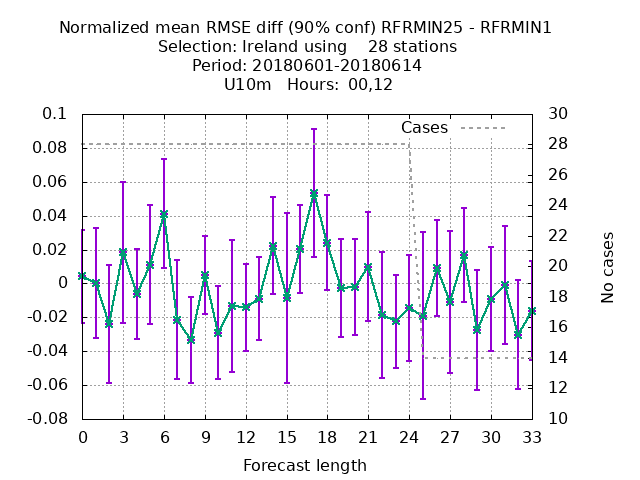 Normalized mean RMSE diff (90% conf) RFRMIN25 - RFRMIN1
Selection: Ireland using    28 stations
Period: 20180601-20180614
U10m   Hours:  00,12
Cases
0.1
0.08
0.06
0.04
0.02
0
-0.02
-0.04
-0.06
-0.08
30
28
26
24
22
20
18
16
14
12
10
No cases
0 3 6 9 12 15 18 21 24 27 30 33
Forecast length